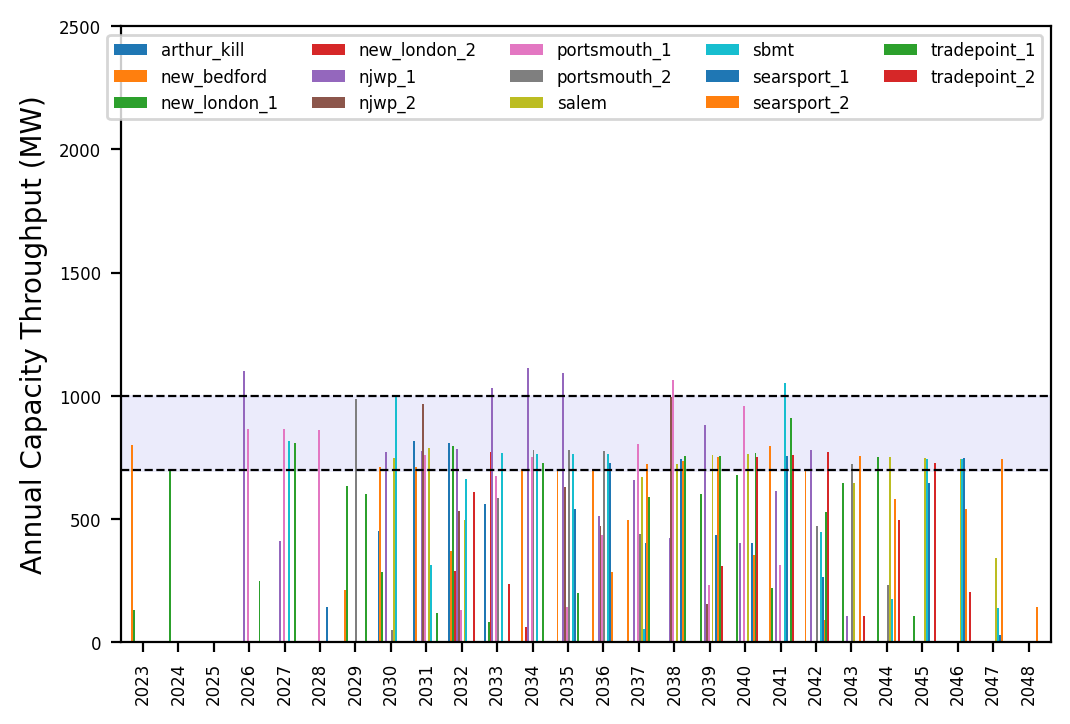 2500
2000
1500
1000
500
0
Annual Capacity Throughput (MW)
arthur_kill
new_bedford
new_london_1
new_london_2
njwp_1
njwp_2
portsmouth_1
portsmouth_2
salem
sbmt
searsport_1
searsport_2
tradepoint_1
tradepoint_2
2023
2024
2025
2026
2027
2028
2029
2030
2031
2032
2033
2034
2035
2036
2037
2038
2039
2040
2041
2042
2043
2044
2045
2046
2047
2048